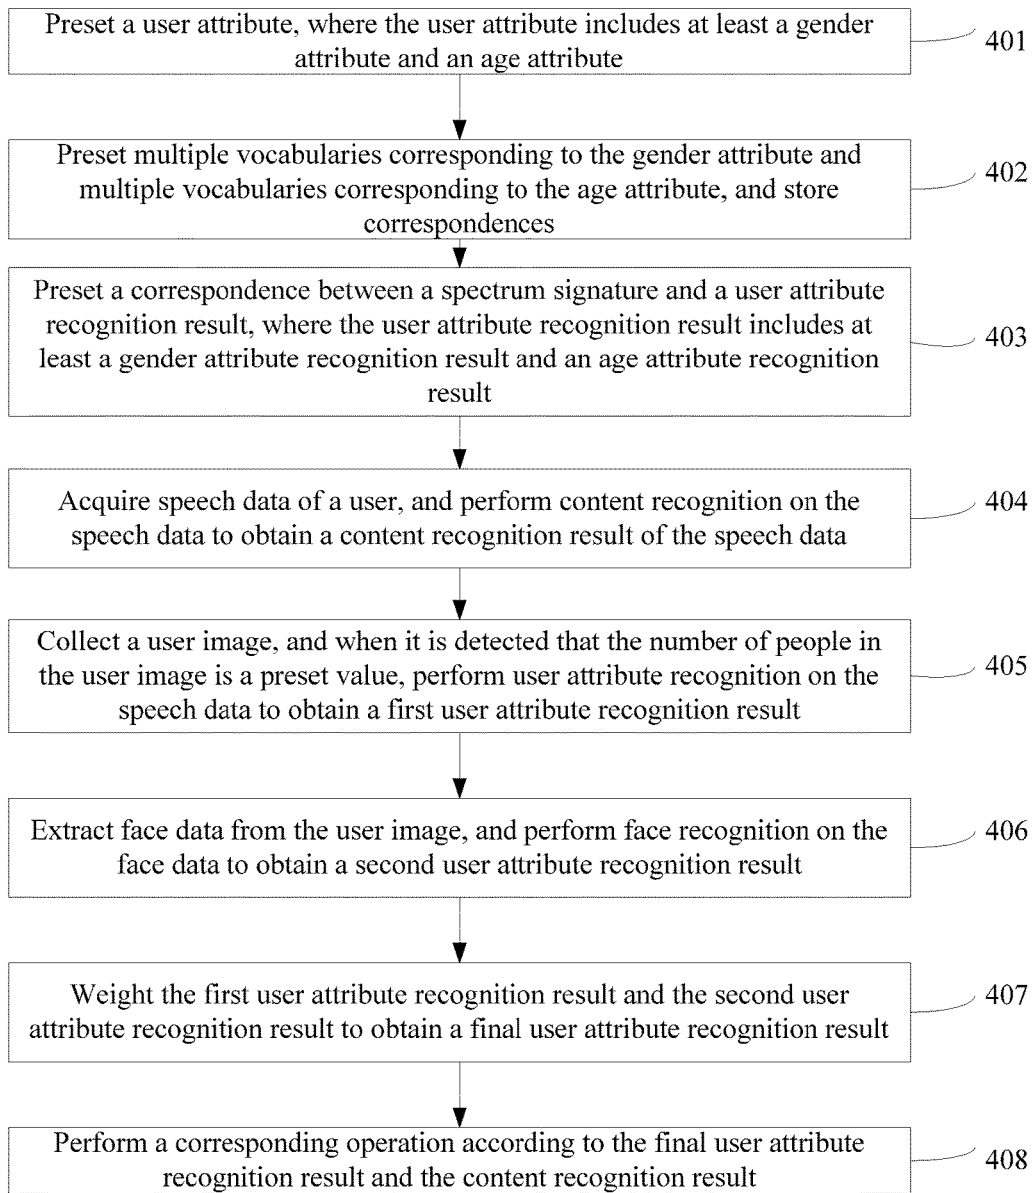 Preset a user attribute, where the user attribute includes at least a gender
attribute and an age attribute
401
Preset multiple vocabularies corresponding to the gender attribute and
multiple vocabularies corresponding to the age attribute, and store
correspondences
402
Preset a correspondence between a spectrum signature and a user attribute
recognition result, where the user attribute recognition result includes at
least a gender attribute recognition result and an age attribute recognition
result
403
Acquire speech data of a user, and perform content recognition on the
speech data to obtain a content recognition result of the speech data
404
Collect a user image, and when it is detected that the number of people in
the user image is a preset value, perform user attribute recognition on the
speech data to obtain a first user attribute recognition result
405
Extract face data from the user image, and perform face recognition on the
face data to obtain a second user attribute recognition result
406
Weight the first user attribute recognition result and the second user
attribute recognition result to obtain a final user attribute recognition result
407
Perform a corresponding operation according to the final user attribute
recognition result and the content recognition result
408